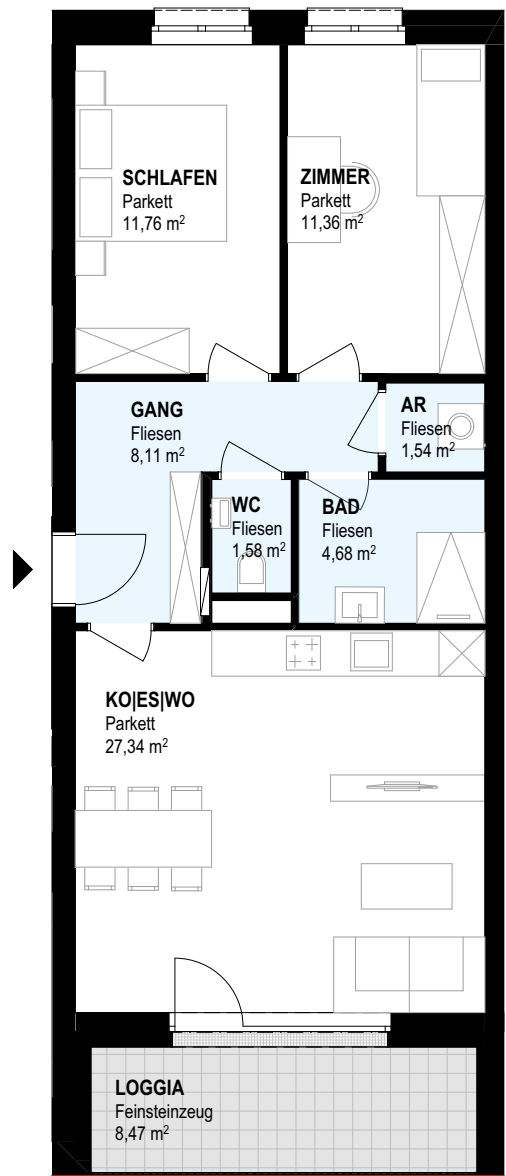 SCHLAFEN
Parkett
11,76 m²
ZIMMER
Parkett
11,36 m²
GANG
Fliesen
8,11 m²
AR
Fliesen
1,54 m²
WC
Fliesen
1,58 m²
BAD
Fliesen
4,68 m²
KO|ES|WO
Parkett
27,34 m²
LOGGIA
Feinsteinzeug
8,47 m²